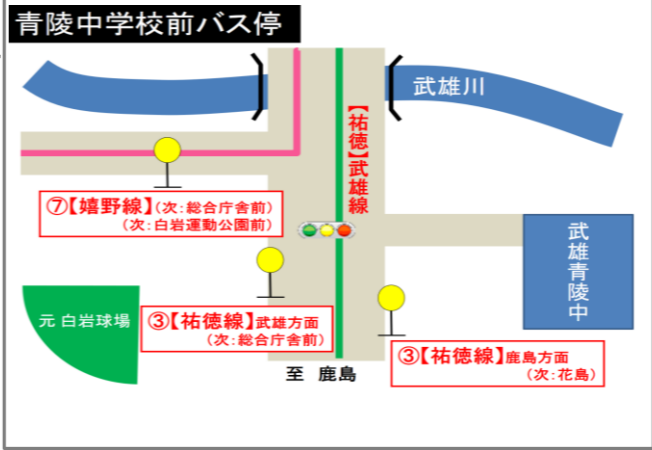 青陵中学校前バス停
武雄川
【祐徳】武雄線
⑦【嬉野線】(次:総合庁舎前)
(次:白岩運動公園前)
武雄青陵中
元 白岩球場
③【祐徳線】武雄方面
(次:総合庁舎前)
③【祐徳線】鹿島方面
(次:花島)
至 鹿島